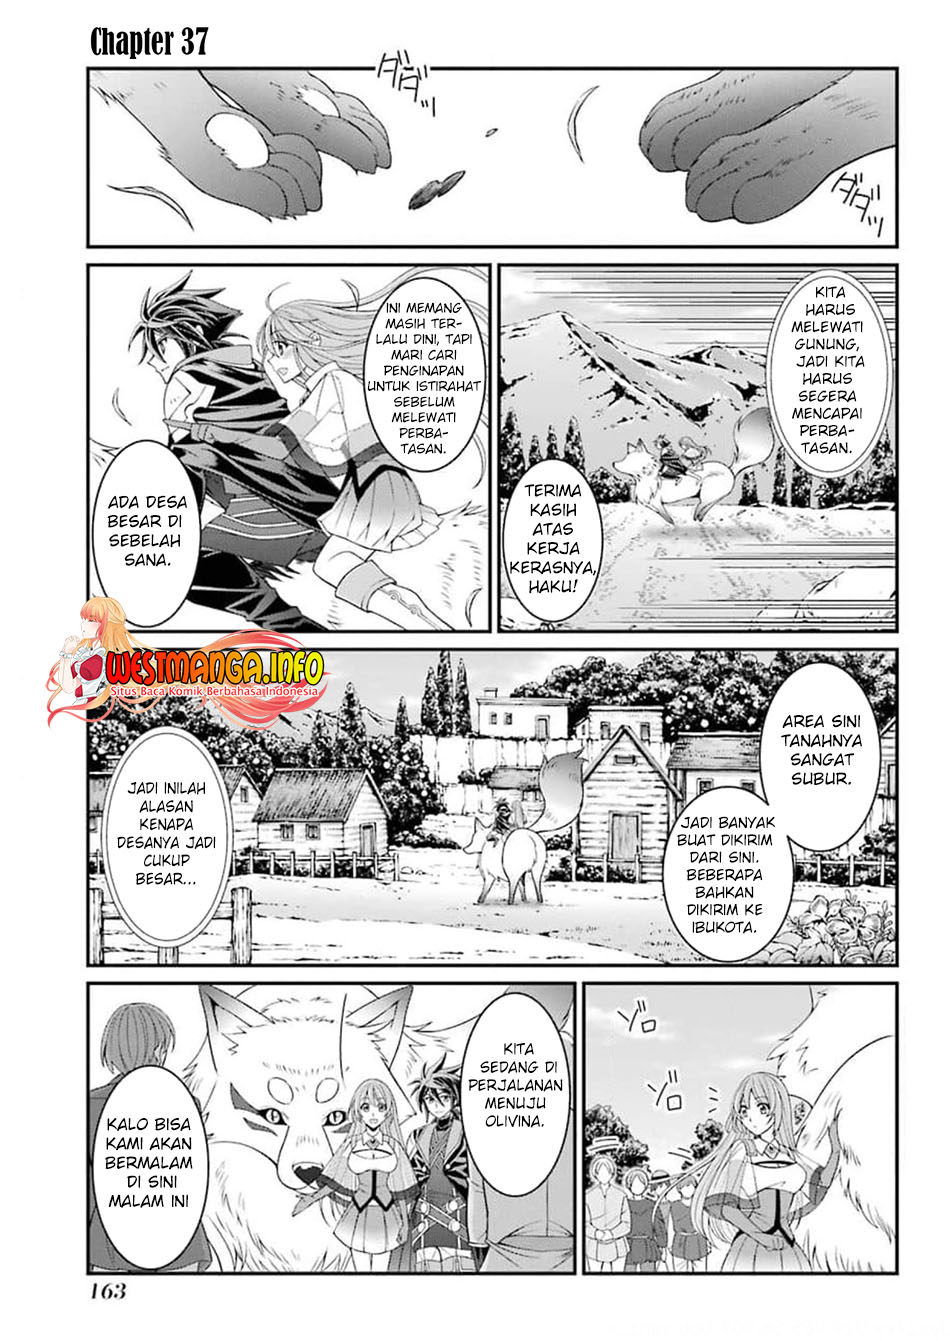 Chapter 37
ダダダッ
ダダダッ
KITA
HARUS
MELEWATI
GUNUNG,
JADI KITA
HARUS
SEGERA
MENCAPAI
PERBA-
TASAN.
TERIMA
KASIH
ATAS
KERJA
KERASNYA,
HAKU!
INI MEMANG
MASIH TER-
LALU DINI, TAPI
MARI CARI
PENGINAPAN
UNTUK ISTIRAHAT
SEBELUM
MELEWATI
PERBA-
TASAN.
ADA DESA
BESAR DI
SEBELAH
SANA.
WESTMANGA.INFO
Situs Baca Komik Berbahasa Indonesia
AREA SINI
TANAHNYA
SANGAT
SUBUR.
JADI BANYAK
BUAT DIKIRIM
DARI SINI.
BEBERAPA
BAHKAN
DIKIRIM KE
IBUKOTA.
JADI INILAH
ALASAN
KENAPA
DESANYA JADI
CUKUP
BESAR...
ゾロ
ゾロ
KITA
SEDANG DI
PERJALANAN
MENUJU
OLIVINA.
KALO BISA
KAMI AKAN
BERMALAM
DI SINI
MALAM INI
163